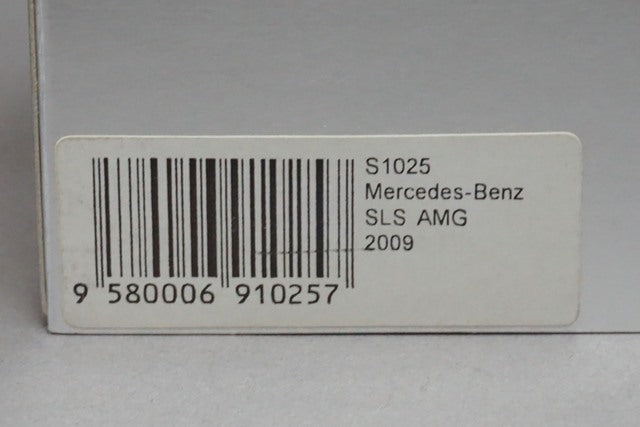 S1025
Mercedes-Benz
SLS AMG
2009
9 580006 910257